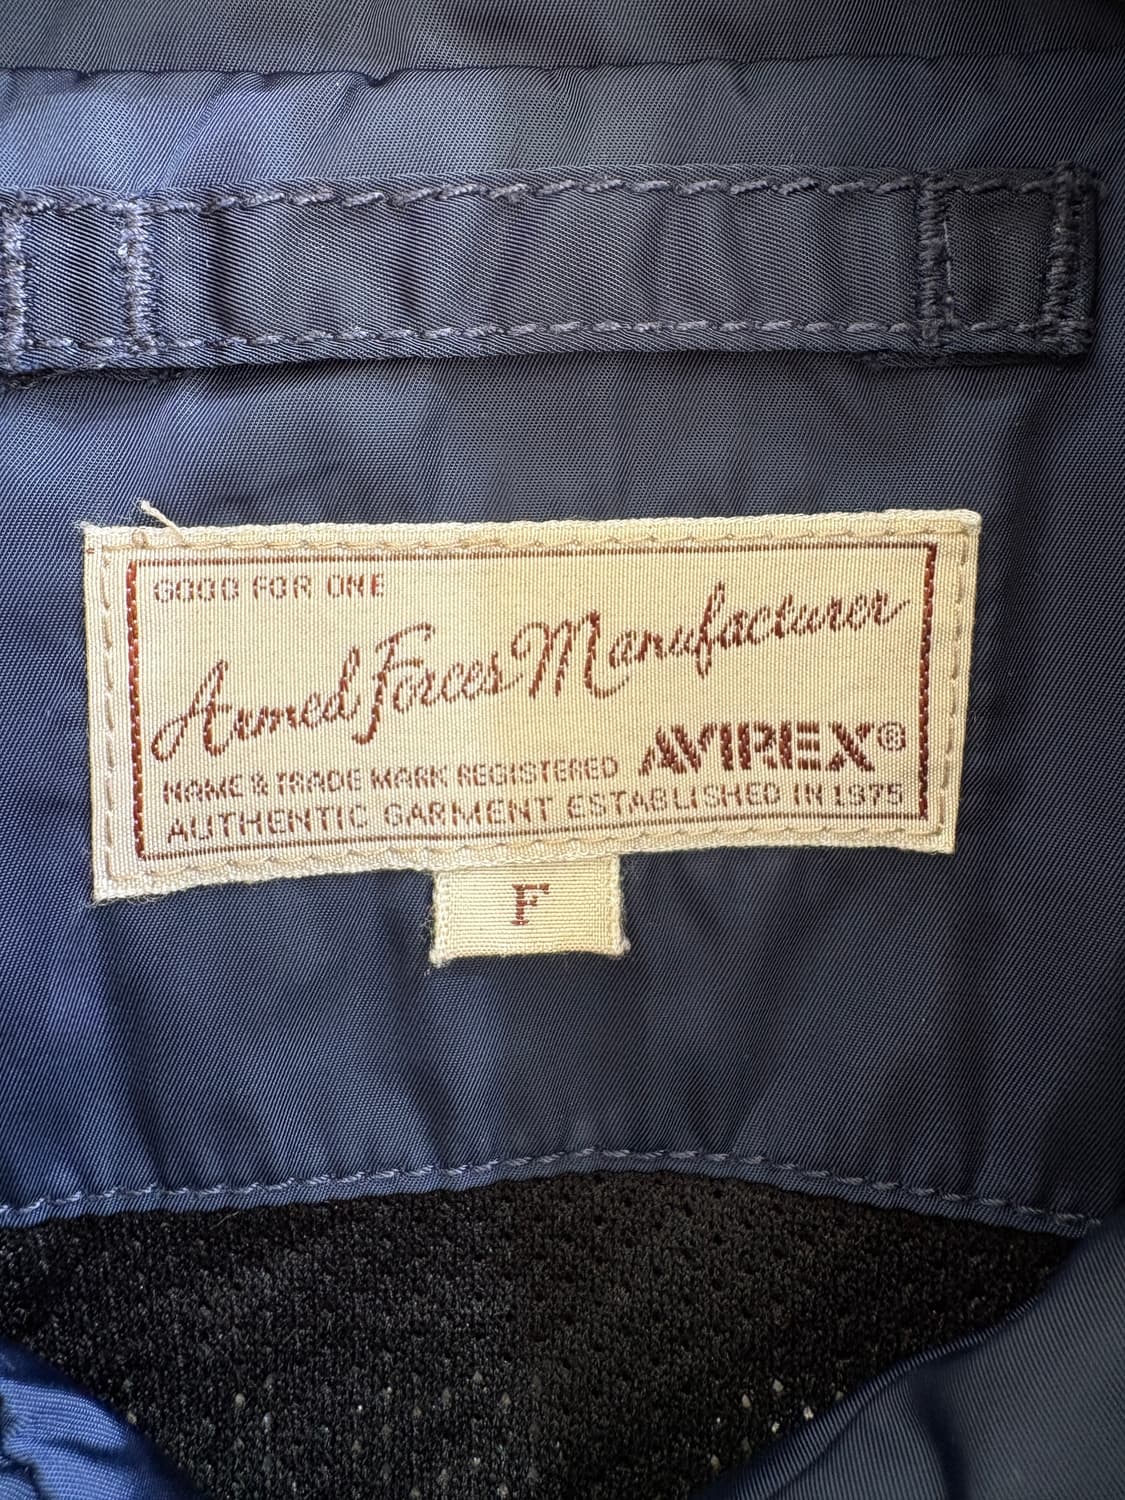 GOOD FOR ONE
Armed Forces Manufacturer
AVIREX®
NAME & TRADE MARK REGISTERED
AUTHENTIC GARMENT ESTABLISHED IN 1975
F